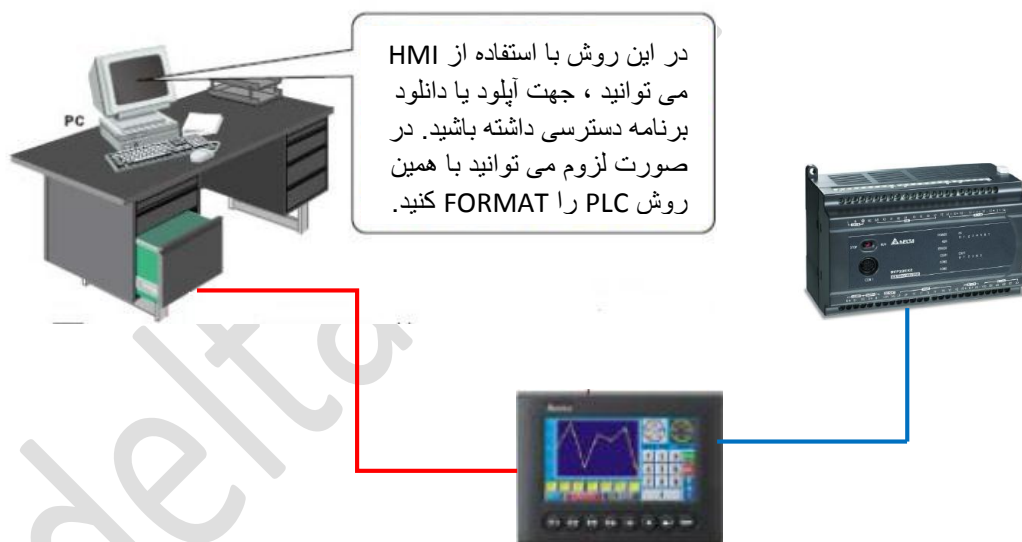 در این روش با استفاده از HMI
می توانید ، جهت آپلود یا دانلود
برنامه دسترسی داشته باشید. در
صورت لزوم می توانید با همین
روش PLC را FORMAT کنید.
PC
delta